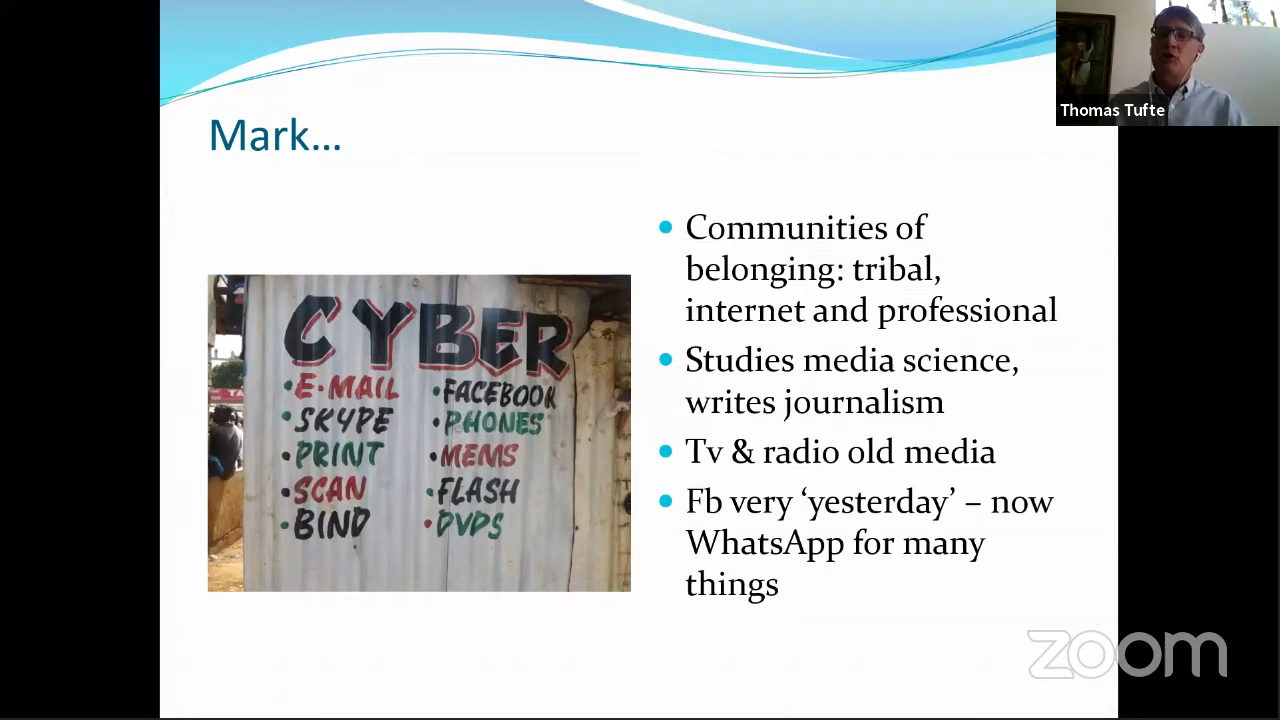 Thomas Tufte
Mark...
CYBER
•E-MAIL
•SKYPE
•PRINT
•SCAN
•BIND
•FACEBOOK
•PHONES
•MEMS
•FLASH
•DVDS
• Communities of
belonging: tribal,
internet and professional
• Studies media science,
writes journalism
• Tv & radio old media
• Fb very ‘yesterday’ – now
WhatsApp for many
things
zoom